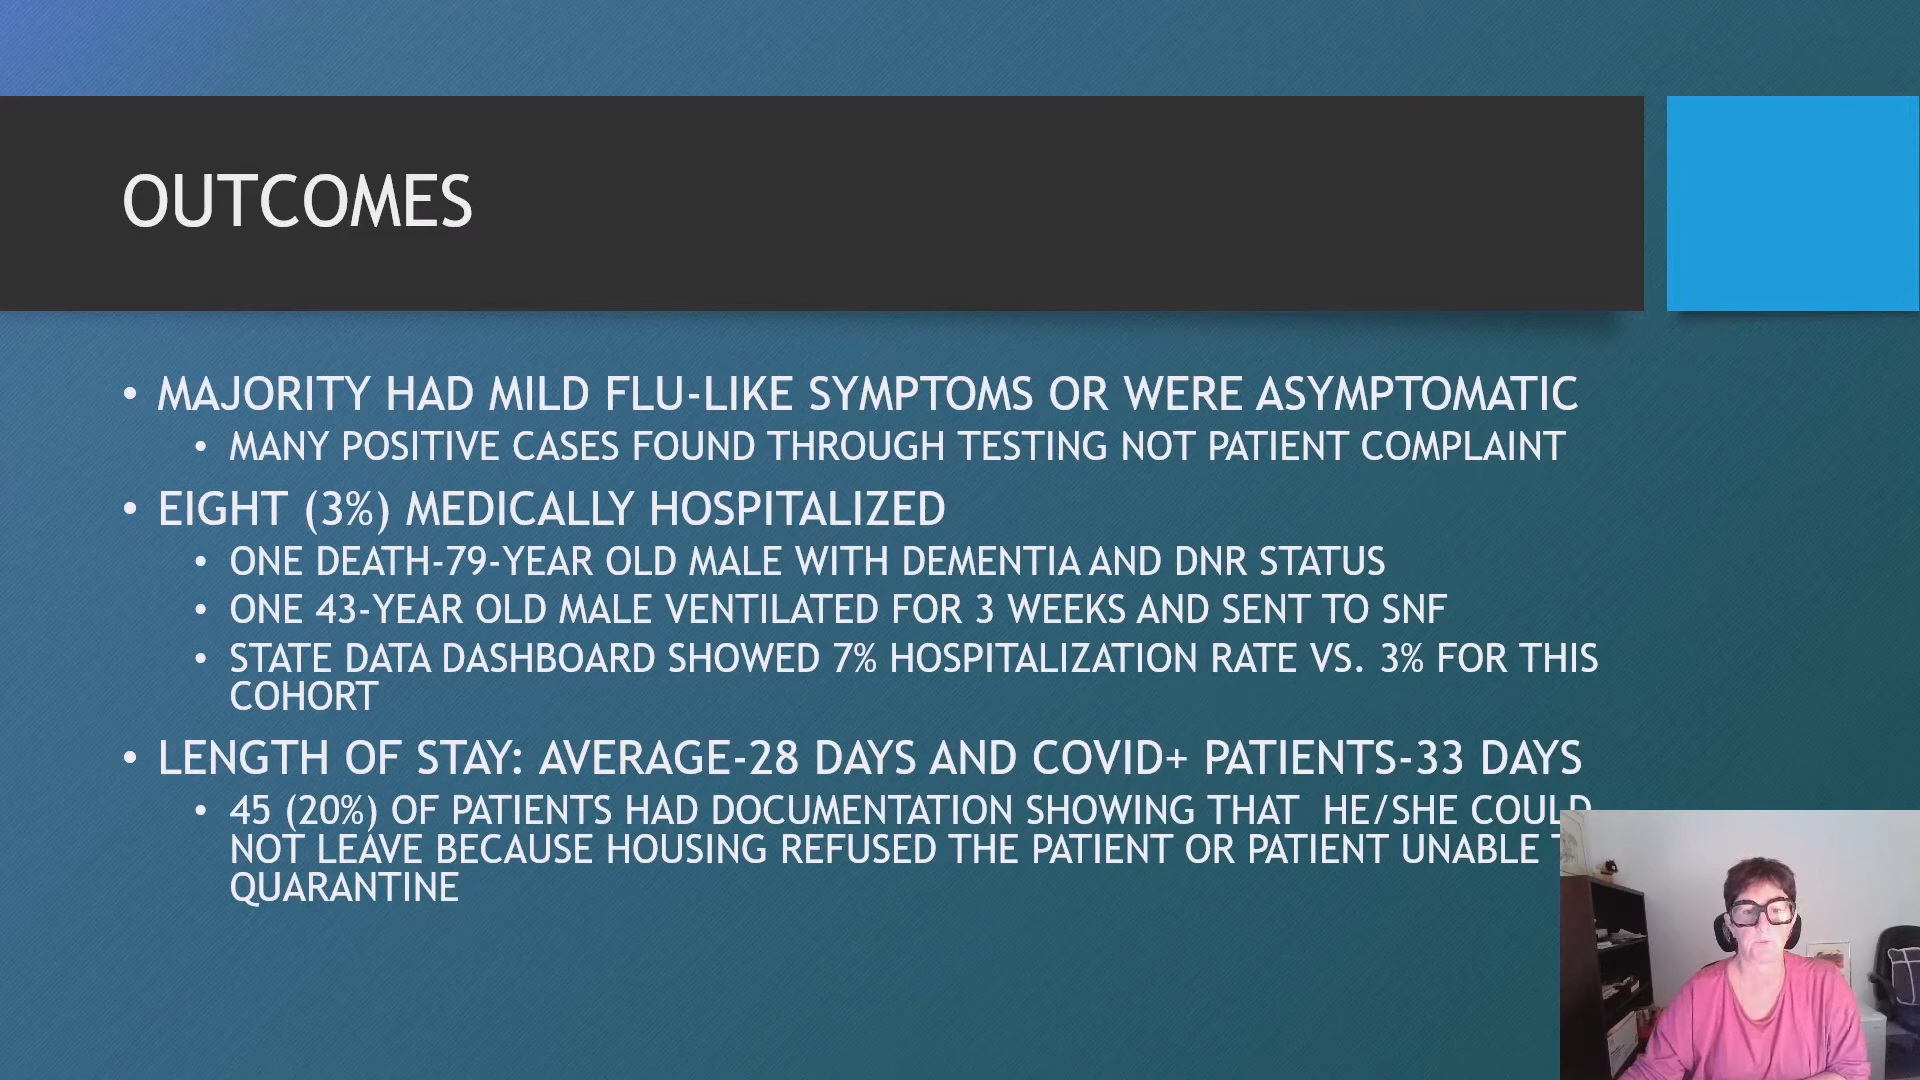 OUTCOMES
• MAJORITY HAD MILD FLU-LIKE SYMPTOMS OR WERE ASYMPTOMATIC
• MANY POSITIVE CASES FOUND THROUGH TESTING NOT PATIENT COMPLAINT
• EIGHT (3%) MEDICALLY HOSPITALIZED
• ONE DEATH-79-YEAR OLD MALE WITH DEMENTIA AND DNR STATUS
• ONE 43-YEAR OLD MALE VENTILATED FOR 3 WEEKS AND SENT TO SNF
• STATE DATA DASHBOARD SHOWED 7% HOSPITALIZATION RATE VS. 3% FOR THIS
COHORT
• LENGTH OF STAY: AVERAGE-28 DAYS AND COVID+ PATIENTS-33 DAYS
• 45 (20%) OF PATIENTS HAD DOCUMENTATION SHOWING THAT HE/SHE COULD
NOT LEAVE BECAUSE HOUSING REFUSED THE PATIENT OR PATIENT UNABLE
QUARANTINE